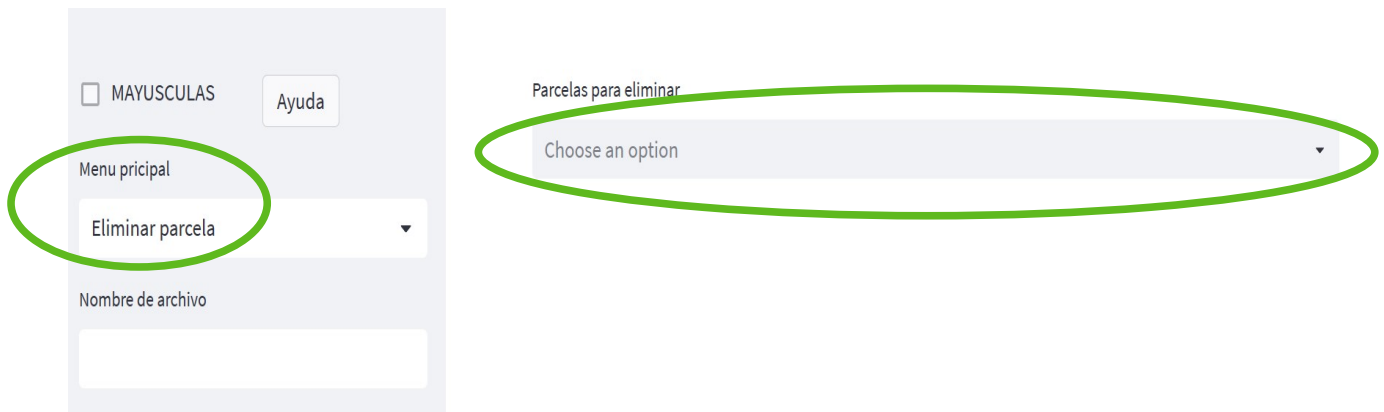 MAYUSCULAS
Ayuda
Menu pricipal
Eliminar parcela
Nombre de archivo
Parcelas para eliminar
Choose an option